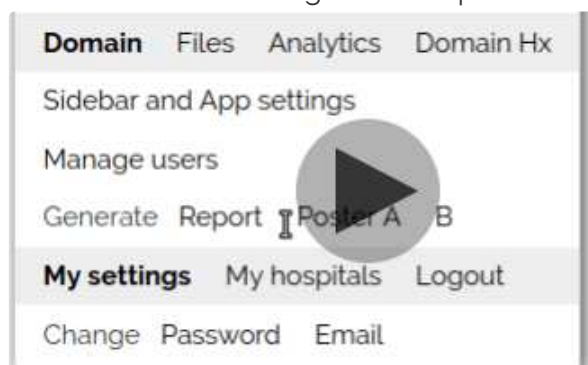 Domain Files Analytics Domain Hx
Sidebar and App settings
Manage users
Generate Report Poster A B
My settings My hospitals Logout
Change Password Email